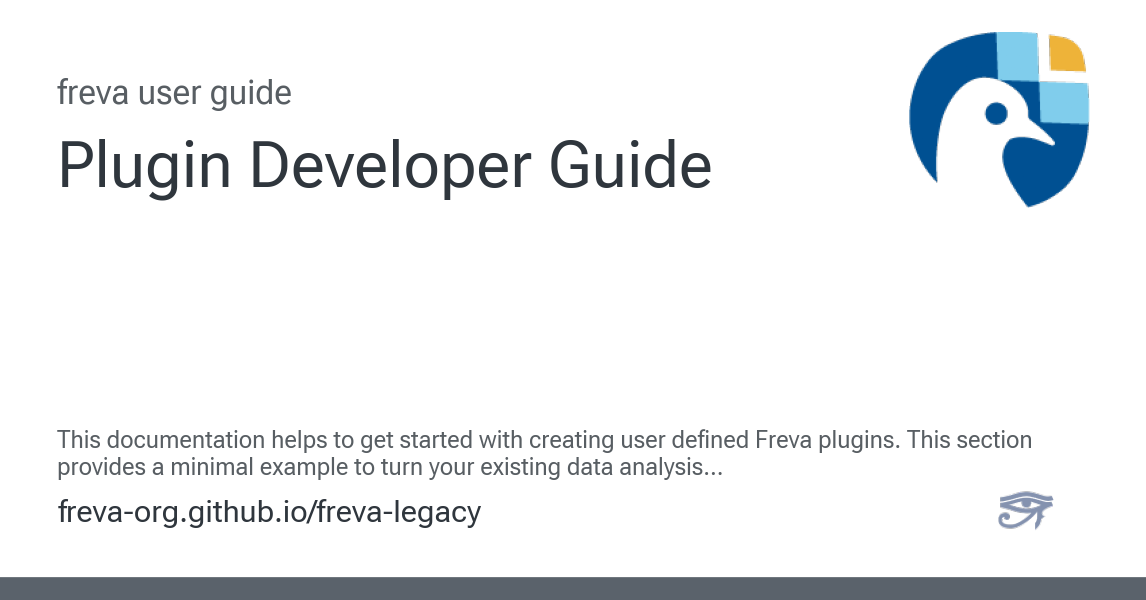 freva user guide
Plugin Developer Guide
This documentation helps to get started with creating user defined Freva plugins. This section
provides a minimal example to turn your existing data analysis...
freva-org.github.io/freva-legacy